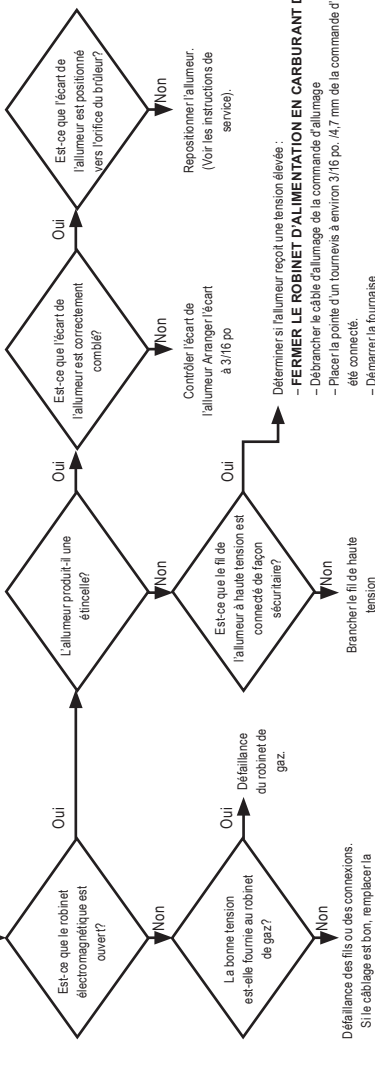 Est-ce que le robinet
électromagnétique est
ouvert?
Oui
Non
La bonne tension
est-elle fournie au robinet
de gaz?
Oui
Défaillance
du robinet de
gaz.
Non
Défaillance des fils ou des connexions.
Si le câblage est bon, remplacer la
L'allumeur produit-il une
étincelle?
Oui
Non
Est-ce que le fil de
l'allumeur à haute tension est
connecté de façon
sécuritaire?
Oui
Non
Brancher le fil de haute
tension
Est-ce que l'écart de
l'allumeur est correctement
comblé?
Oui
Non
Contrôler l'écart de
l'allumeur Arranger l'écart
à 3/16 po
Est-ce que l'écart de
l'allumeur est positionné
vers l'orifice du brûleur?
Non
Repositionner l'allumeur.
(Voir les instructions de
service).
Déterminer si l'allumeur reçoit une tension élevée :
– FERMER LE ROBINET D'ALIMENTATION EN CARBURANT D
– Débrancher le câble d'allumage de la commande d'allumage
– Placer la pointe d'un tournevis à environ 3/16 po. /4,7 mm de la commande d'
été connecté.
– Démarrer la fournaise